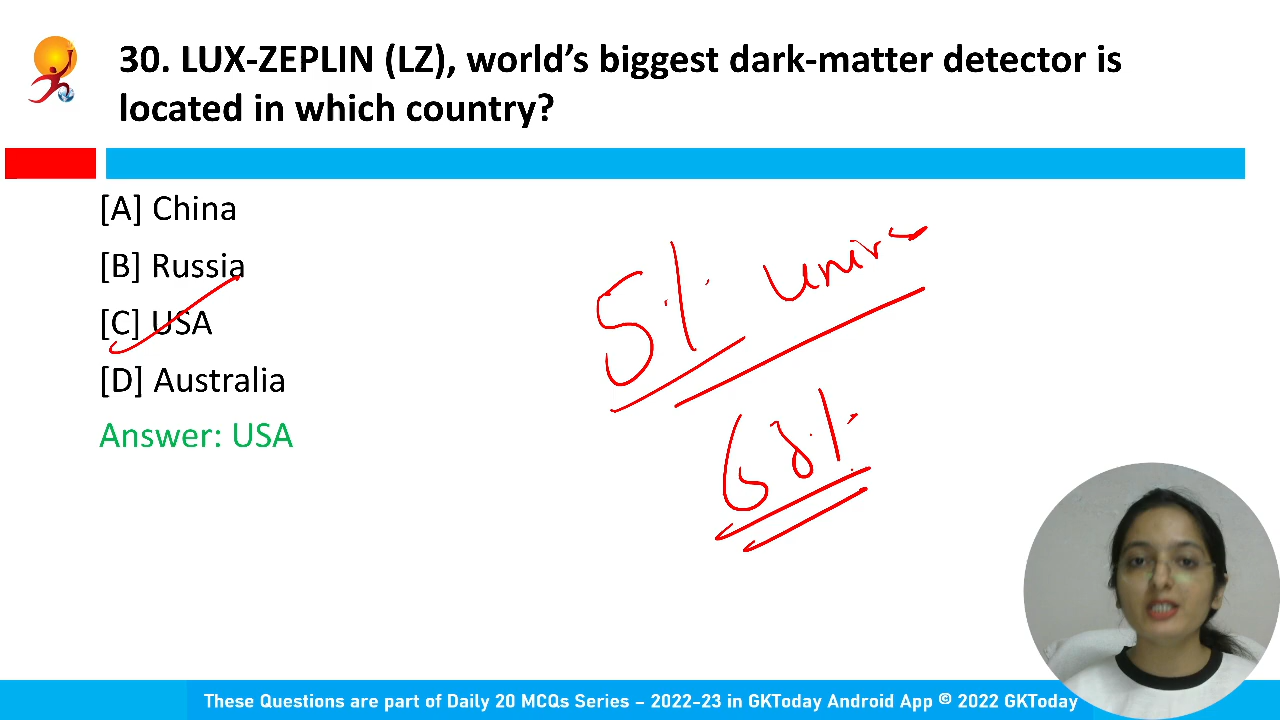 30. LUX-ZEPLIN (LZ), world’s biggest dark-matter detector is
located in which country?
[A] China
[B] Russia
[C] USA
[D] Australia
Answer: USA
5%
68%
These Questions are part of Daily 20 MCQs Series – 2022-23 in GKToday Android App © 2022 GKToday